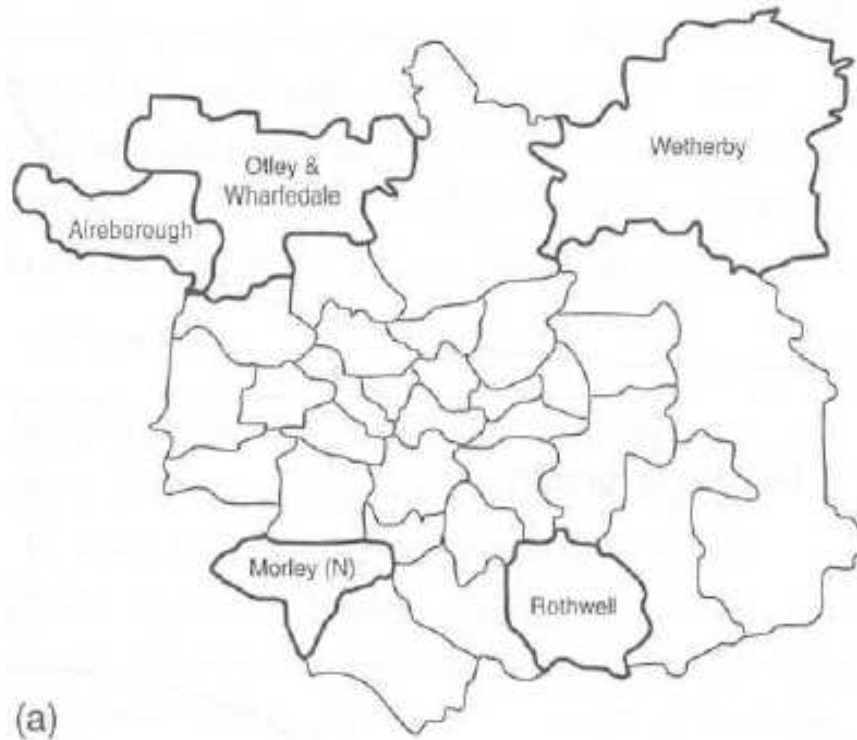 Otley &
Wharfedale
Wetherby
Aireborough
Morley (N)
Rothwell
(a)